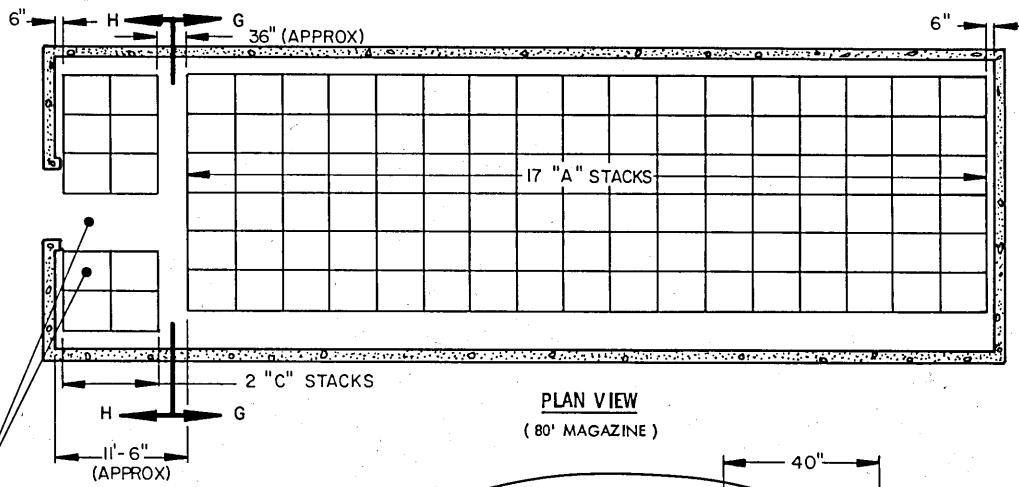 6"
H
G
36" (APPROX)
6"
17 "A" STACKS
2 "C" STACKS
H
G
PLAN VIEW
( 80' MAGAZINE )
11'-6"
(APPROX)
40"